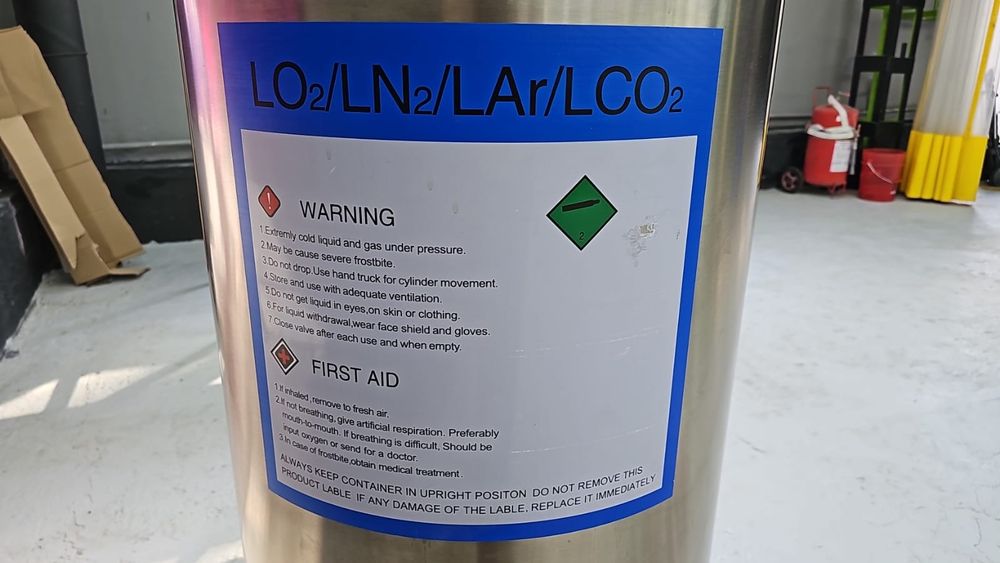 LO₂/LN₂/LAr/LCO₂
WARNING
1.Extremly cold liquid and gas under pressure.
2.May be cause severe frostbite.
3.Do not drop.Use hand truck for cylinder movement.
4.Store and use with adequate ventilation.
5.Do not get liquid in eyes,on skin or clothing.
6.For liquid withdrawal,wear face shield and gloves.
7.Close valve after each use and when empty.
2
FIRST AID
1.If inhaled ,remove to fresh air.
2.If not breathing, give artificial respiration. Preferably
mouth-to-mouth. If breathing is difficult, Should be
input oxygen or send for a doctor.
3.In case of frostbite,obtain medical treatment.
ALWAYS KEEP CONTAINER IN UPRIGHT POSITON DO NOT REMOVE THIS
PRODUCT LABLE IF ANY DAMAGE OF THE LABLE, REPLACE IT IMMEDIATELY